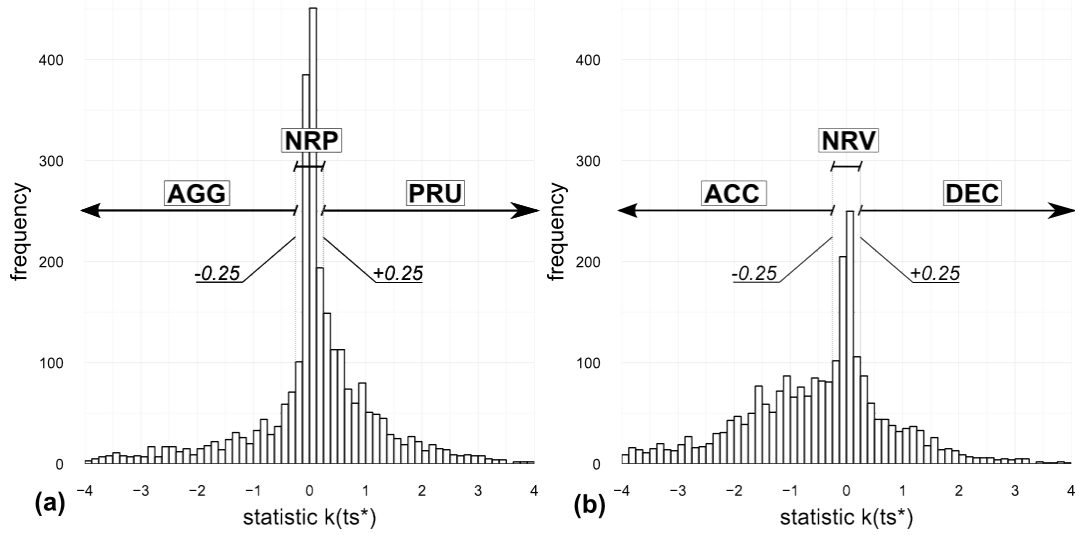 400
300
200
100
0
frequency
NRP
AGG
PRU
-0.25
+0.25
−4 −3 −2 −1 0 1 2 3 4
statistic k(ts*)
(a)
400
300
200
100
0
frequency
NRV
ACC
DEC
-0.25
+0.25
−4 −3 −2 −1 0 1 2 3 4
statistic k(ts*)
(b)